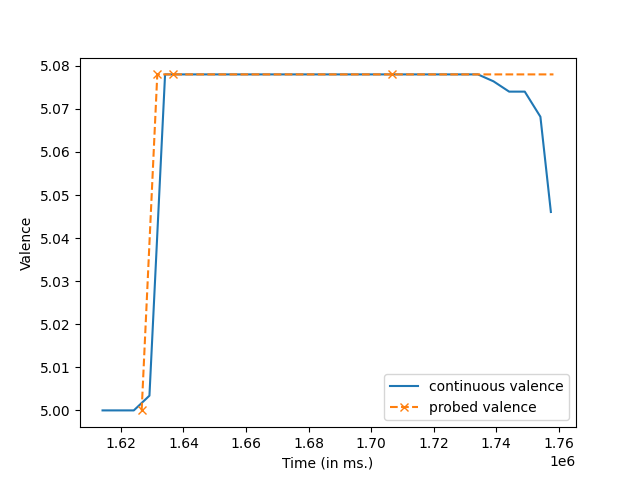 5.08
5.07
5.06
5.05
5.04
5.03
5.02
5.01
5.00
Valence
continuous valence
probed valence
1.62 1.64 1.66 1.68 1.70 1.72 1.74 1.76
Time (in ms.)
1e6